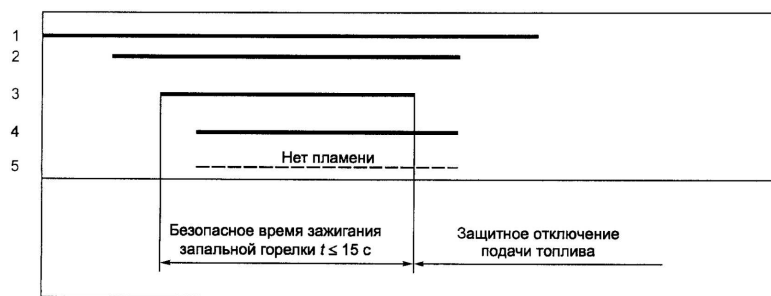 1
2
3
4
Нет пламени
5
Безопасное время зажигания
запальной горелки t ≤ 15 с
Защитное отключение
подачи топлива